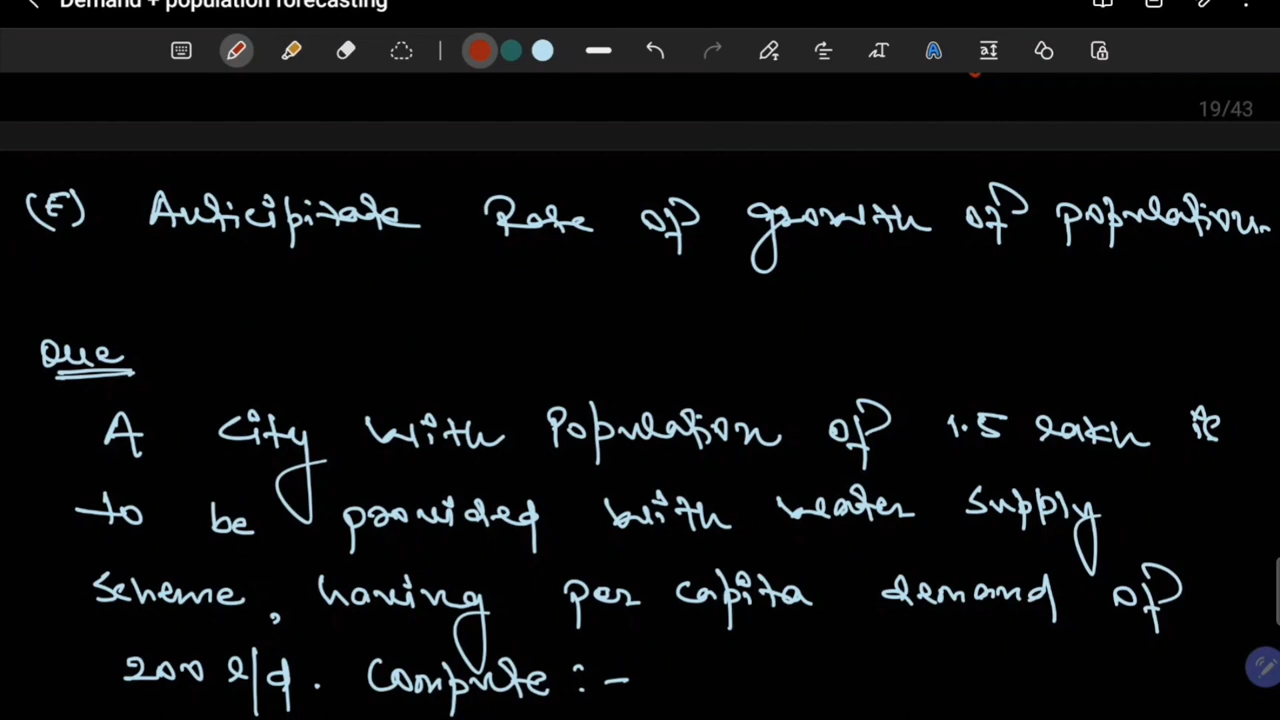 Demand + population forecasting
19/43
(E) Anticipitate Rate of growth of population.
Que
A City with Population of 1.5 lakh is
to be provided with water supply
scheme, having per capita demand of
200 l/d. Compute :-